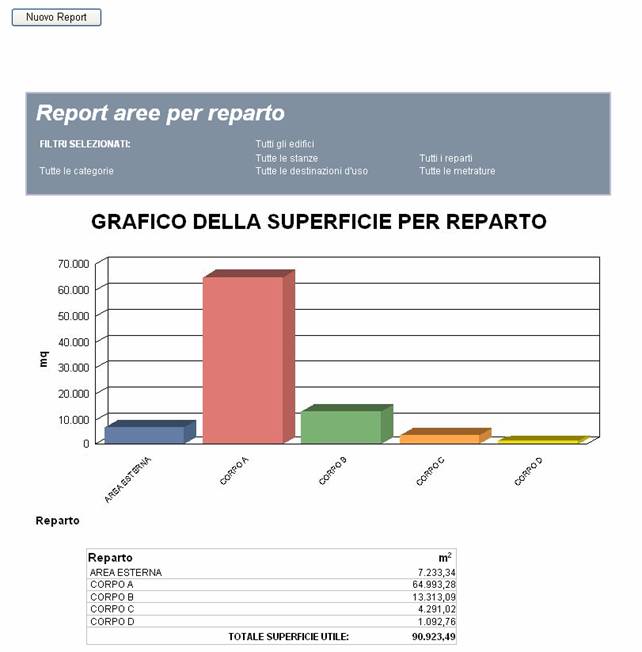 Nuovo Report
Report aree per reparto
FILTRI SELEZIONATI: Tutti gli edifici
Tutte le stanze Tutti i reparti
Tutte le categorie Tutte le destinazioni d'uso Tutte le metrature
GRAFICO DELLA SUPERFICIE PER REPARTO
70.000
60.000
50.000
40.000
30.000
20.000
10.000
0
mq
AREA ESTERNA CORPO A CORPO B CORPO C CORPO D
Reparto
Reparto m²
AREA ESTERNA 7.233,34
CORPO A 64.993,28
CORPO B 13.313,09
CORPO C 4.291,02
CORPO D 1.092,76
TOTALE SUPERFICIE UTILE: 90.923,49